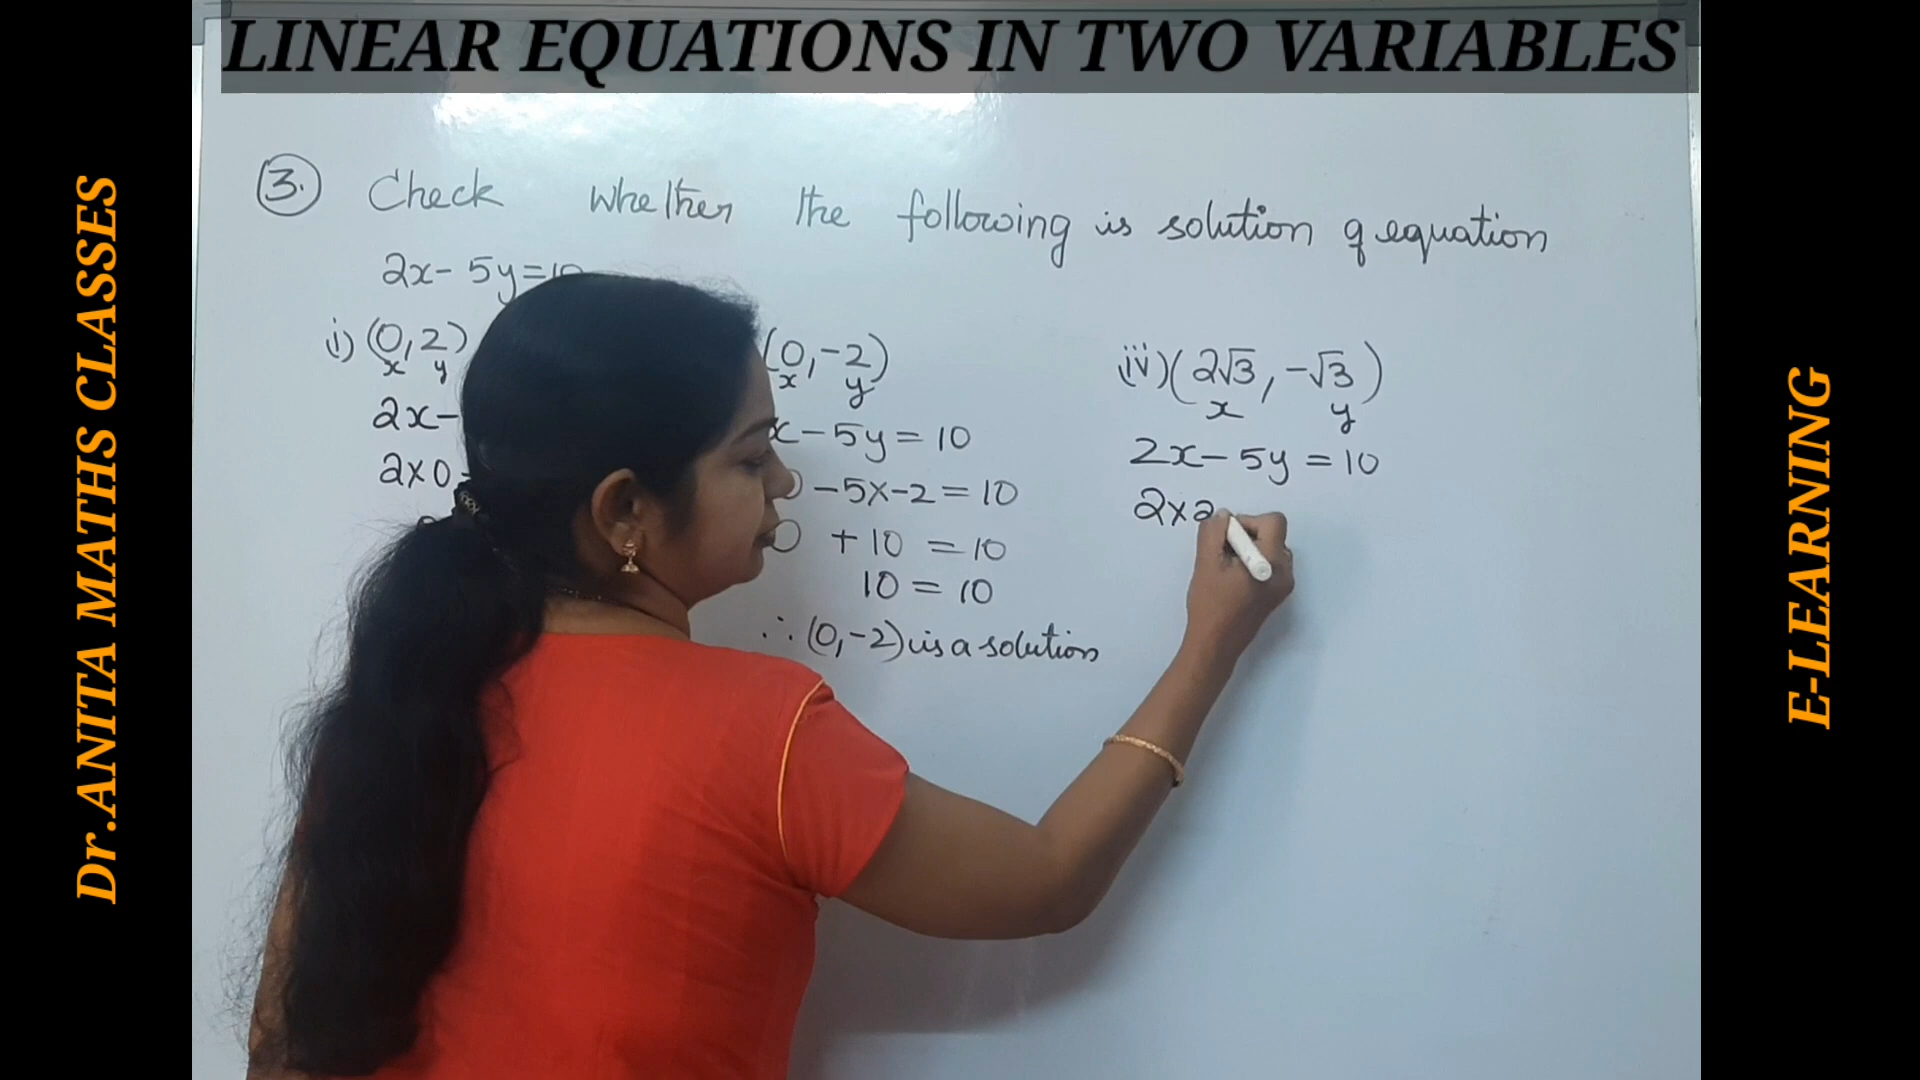 LINEAR EQUATIONS IN TWO VARIABLES
Dr.ANITA MATHS CLASSES
E-LEARNING
3. Check whether the following is solution of equation
2x- 5y=10
i) (0,2)
x y
2x-
2x0
(0,-2)
x y
x-5y=10
-5x-2=10
0 +10 =10
10 = 10
∴ (0,-2) is a solution
iv) (2√3, -√3)
x y
2x-5y=10
2x2